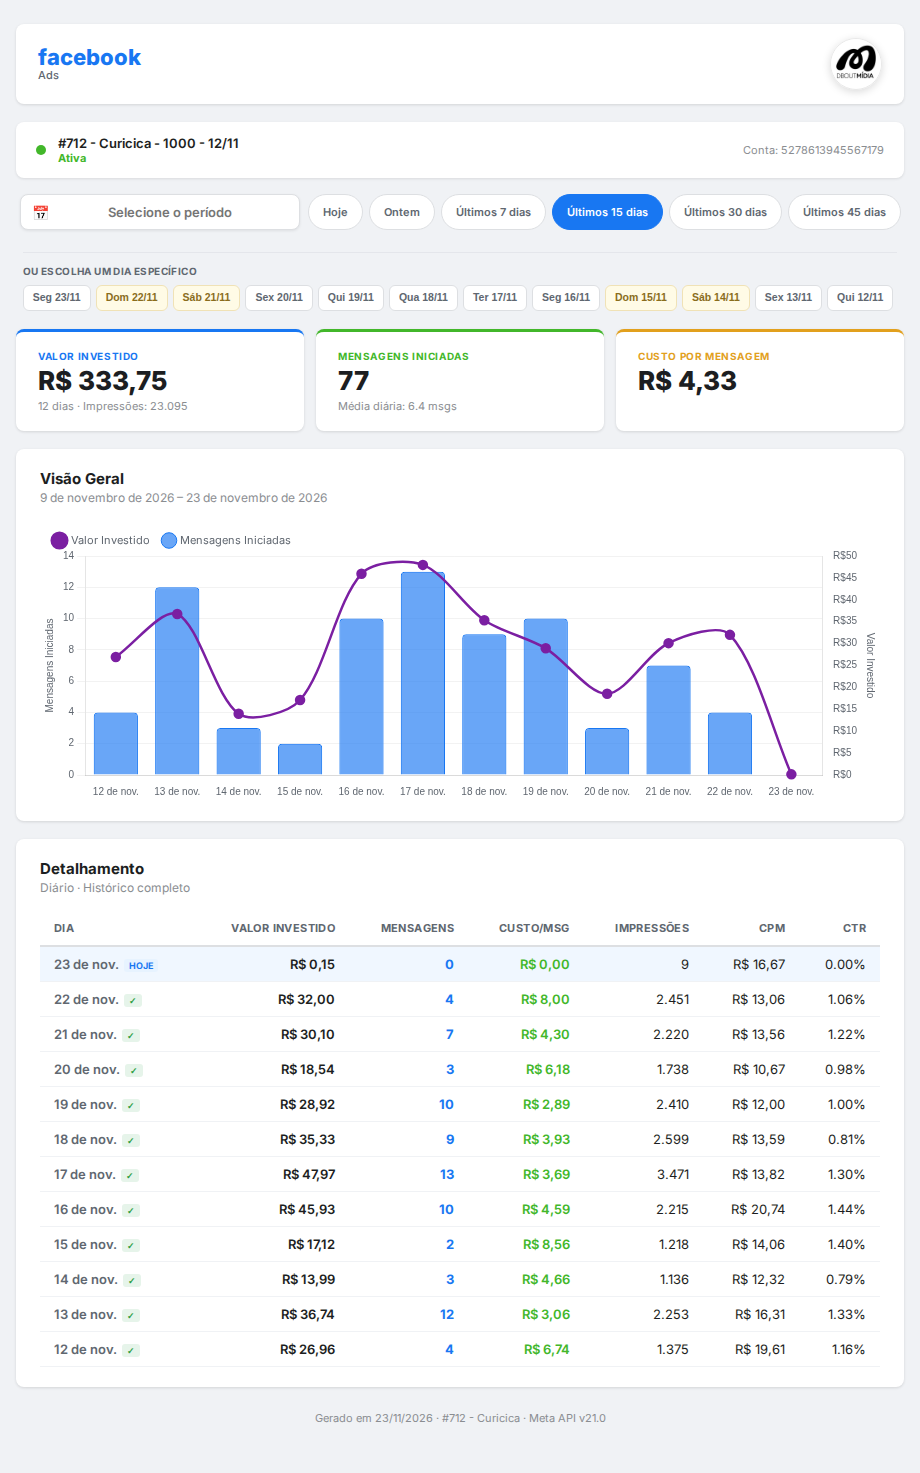 facebook
Ads
DBOUTMÍDIA
#712 - Curicica - 1000 - 12/11
Ativa
Conta: 5278613945567179
📅 Selecione o período
Hoje
Ontem
Últimos 7 dias
Últimos 15 dias
Últimos 30 dias
Últimos 45 dias
OU ESCOLHA UM DIA ESPECÍFICO
Seg 23/11
Dom 22/11
Sáb 21/11
Sex 20/11
Qui 19/11
Qua 18/11
Ter 17/11
Seg 16/11
Dom 15/11
Sáb 14/11
Sex 13/11
Qui 12/11
VALOR INVESTIDO
R$ 333,75
12 dias · Impressões: 23.095
MENSAGENS INICIADAS
77
Média diária: 6.4 msgs
CUSTO POR MENSAGEM
R$ 4,33
Visão Geral
9 de novembro de 2026 – 23 de novembro de 2026
Valor Investido
Mensagens Iniciadas
Mensagens Iniciadas
14
12
10
8
6
4
2
0
R$50
R$45
R$40
R$35
R$30
R$25
R$20
R$15
R$10
R$5
R$0
Valor Investido
12 de nov.
13 de nov.
14 de nov.
15 de nov.
16 de nov.
17 de nov.
18 de nov.
19 de nov.
20 de nov.
21 de nov.
22 de nov.
23 de nov.
Detalhamento
Diário · Histórico completo
DIA VALOR INVESTIDO MENSAGENS CUSTO/MSG IMPRESSÕES CPM CTR
23 de nov. HOJE R$ 0,15 0 R$ 0,00 9 R$ 16,67 0.00%
22 de nov. ✓ R$ 32,00 4 R$ 8,00 2.451 R$ 13,06 1.06%
21 de nov. ✓ R$ 30,10 7 R$ 4,30 2.220 R$ 13,56 1.22%
20 de nov. ✓ R$ 18,54 3 R$ 6,18 1.738 R$ 10,67 0.98%
19 de nov. ✓ R$ 28,92 10 R$ 2,89 2.410 R$ 12,00 1.00%
18 de nov. ✓ R$ 35,33 9 R$ 3,93 2.599 R$ 13,59 0.81%
17 de nov. ✓ R$ 47,97 13 R$ 3,69 3.471 R$ 13,82 1.30%
16 de nov. ✓ R$ 45,93 10 R$ 4,59 2.215 R$ 20,74 1.44%
15 de nov. ✓ R$ 17,12 2 R$ 8,56 1.218 R$ 14,06 1.40%
14 de nov. ✓ R$ 13,99 3 R$ 4,66 1.136 R$ 12,32 0.79%
13 de nov. ✓ R$ 36,74 12 R$ 3,06 2.253 R$ 16,31 1.33%
12 de nov. ✓ R$ 26,96 4 R$ 6,74 1.375 R$ 19,61 1.16%
Gerado em 23/11/2026 · #712 - Curicica · Meta API v21.0